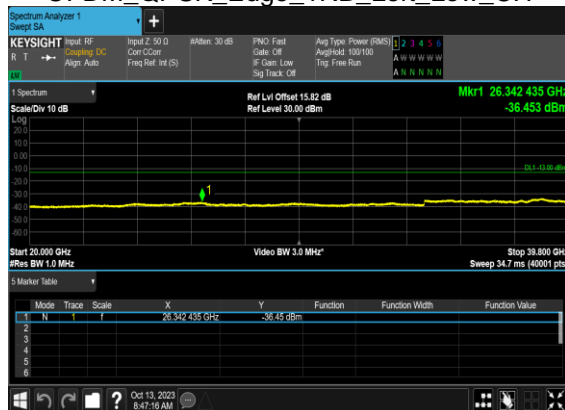 Spectrum Analyzer 1
Swept SA
KEYSIGHT Input: RF Input Z: 50 Ω #Atten: 30 dB PNO: Fast Avg Type: Power (RMS) 1 2 3 4 5 6
R T Coupling: DC Corr CCorr Gate: Off Avg|Hold: 100/100 A W W W W W
Align: Auto Freq Ref: Int (S) IF Gain: Low Trig: Free Run
LW Sig Track: Off A N N N N N
1 Spectrum Ref Lvl Offset 15.82 dB Mkr1 26.342 435 GHz
Scale/Div 10 dB Ref Level 30.00 dBm -36.453 dBm
Log
20.0
10.0
0.00
-10.0 DL1 -13.00 dBm
-20.0
-30.0 1
-40.0
-50.0
-60.0
Start 20.000 GHz Video BW 3.0 MHz* Stop 39.800 GHz
#Res BW 1.0 MHz Sweep 34.7 ms (40001 pts)
5 Marker Table
Mode Trace Scale X Y Function Function Width Function Value
1 N 1 f 26.342 435 GHz -36.45 dBm
2
3
4
5
6
? Oct 13, 2023
8:47:16 AM